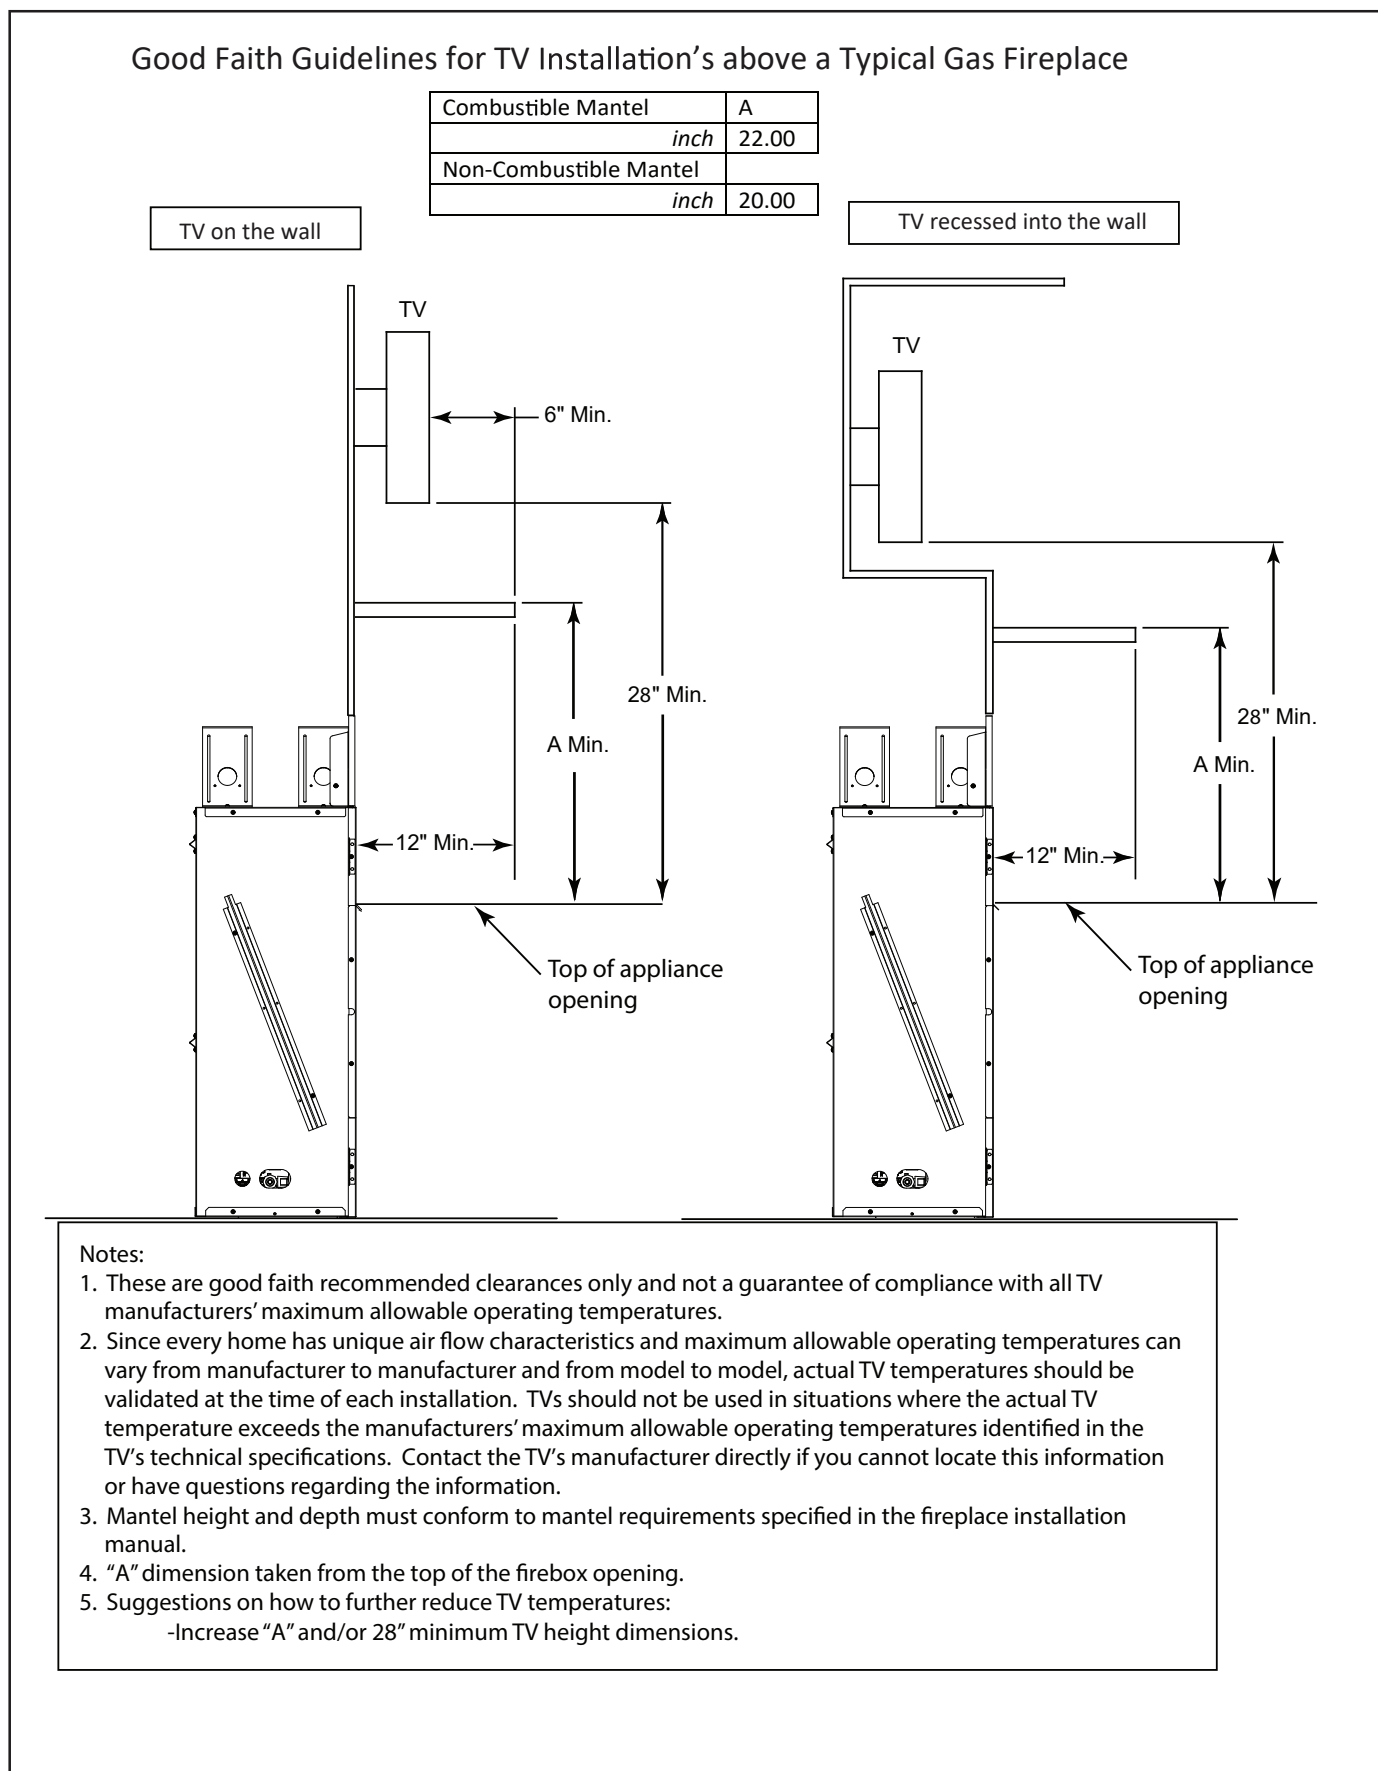 Good Faith Guidelines for TV Installation's above a Typical Gas Fireplace
Combustible Mantel A
inch 22.00
Non-Combustible Mantel
inch 20.00
TV on the wall
TV recessed into the wall
TV
6" Min.
28" Min.
A Min.
12" Min.
Top of appliance
opening
TV
28" Min.
A Min.
12" Min.
Top of appliance
opening
Notes:
1. These are good faith recommended clearances only and not a guarantee of compliance with all TV
manufacturers’ maximum allowable operating temperatures.
2. Since every home has unique air flow characteristics and maximum allowable operating temperatures can
vary from manufacturer to manufacturer and from model to model, actual TV temperatures should be
validated at the time of each installation. TVs should not be used in situations where the actual TV
temperature exceeds the manufacturers’ maximum allowable operating temperatures identified in the
TV’s technical specifications. Contact the TV’s manufacturer directly if you cannot locate this information
or have questions regarding the information.
3. Mantel height and depth must conform to mantel requirements specified in the fireplace installation
manual.
4. “A” dimension taken from the top of the firebox opening.
5. Suggestions on how to further reduce TV temperatures:
-Increase “A” and/or 28” minimum TV height dimensions.